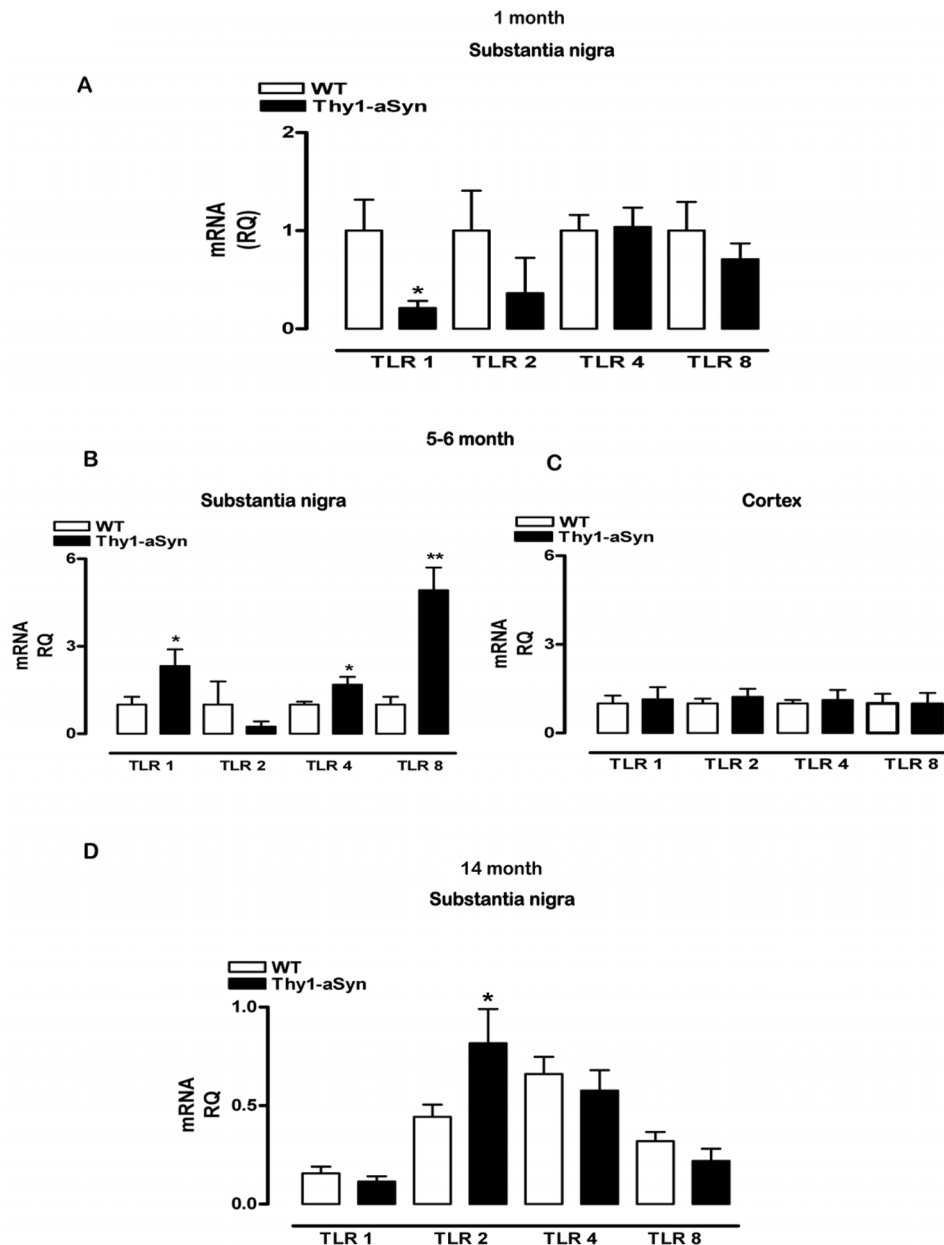 1 month
Substantia nigra
A
WT
Thy1-aSyn
2
1
0
mRNA
(RQ)
*
TLR 1 TLR 2 TLR 4 TLR 8
5-6 month
B
Substantia nigra
WT
Thy1-aSyn
6
3
0
mRNA
RQ
* * **
TLR 1 TLR 2 TLR 4 TLR 8
C
Cortex
WT
Thy1-aSyn
6
3
0
mRNA
RQ
TLR 1 TLR 2 TLR 4 TLR 8
D
14 month
Substantia nigra
WT
Thy1-aSyn
1.0
0.5
0.0
mRNA
RQ
*
TLR 1 TLR 2 TLR 4 TLR 8